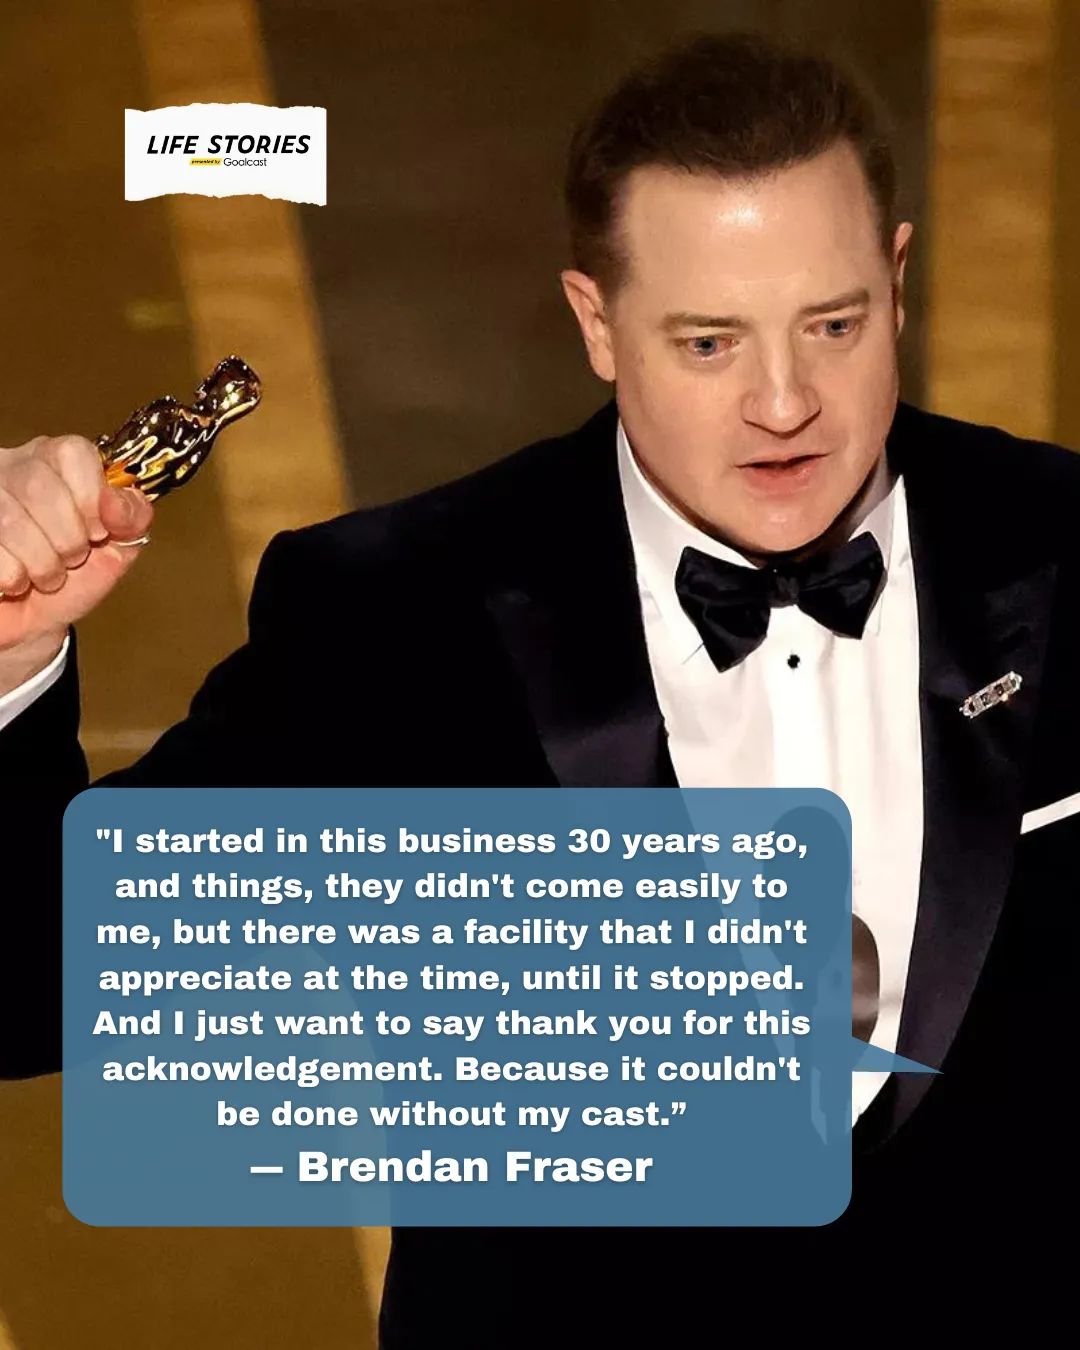 LIFE STORIES
presented by Goalcast
"I started in this business 30 years ago,
and things, they didn't come easily to
me, but there was a facility that I didn't
appreciate at the time, until it stopped.
And I just want to say thank you for this
acknowledgement. Because it couldn't
be done without my cast.”
— Brendan Fraser